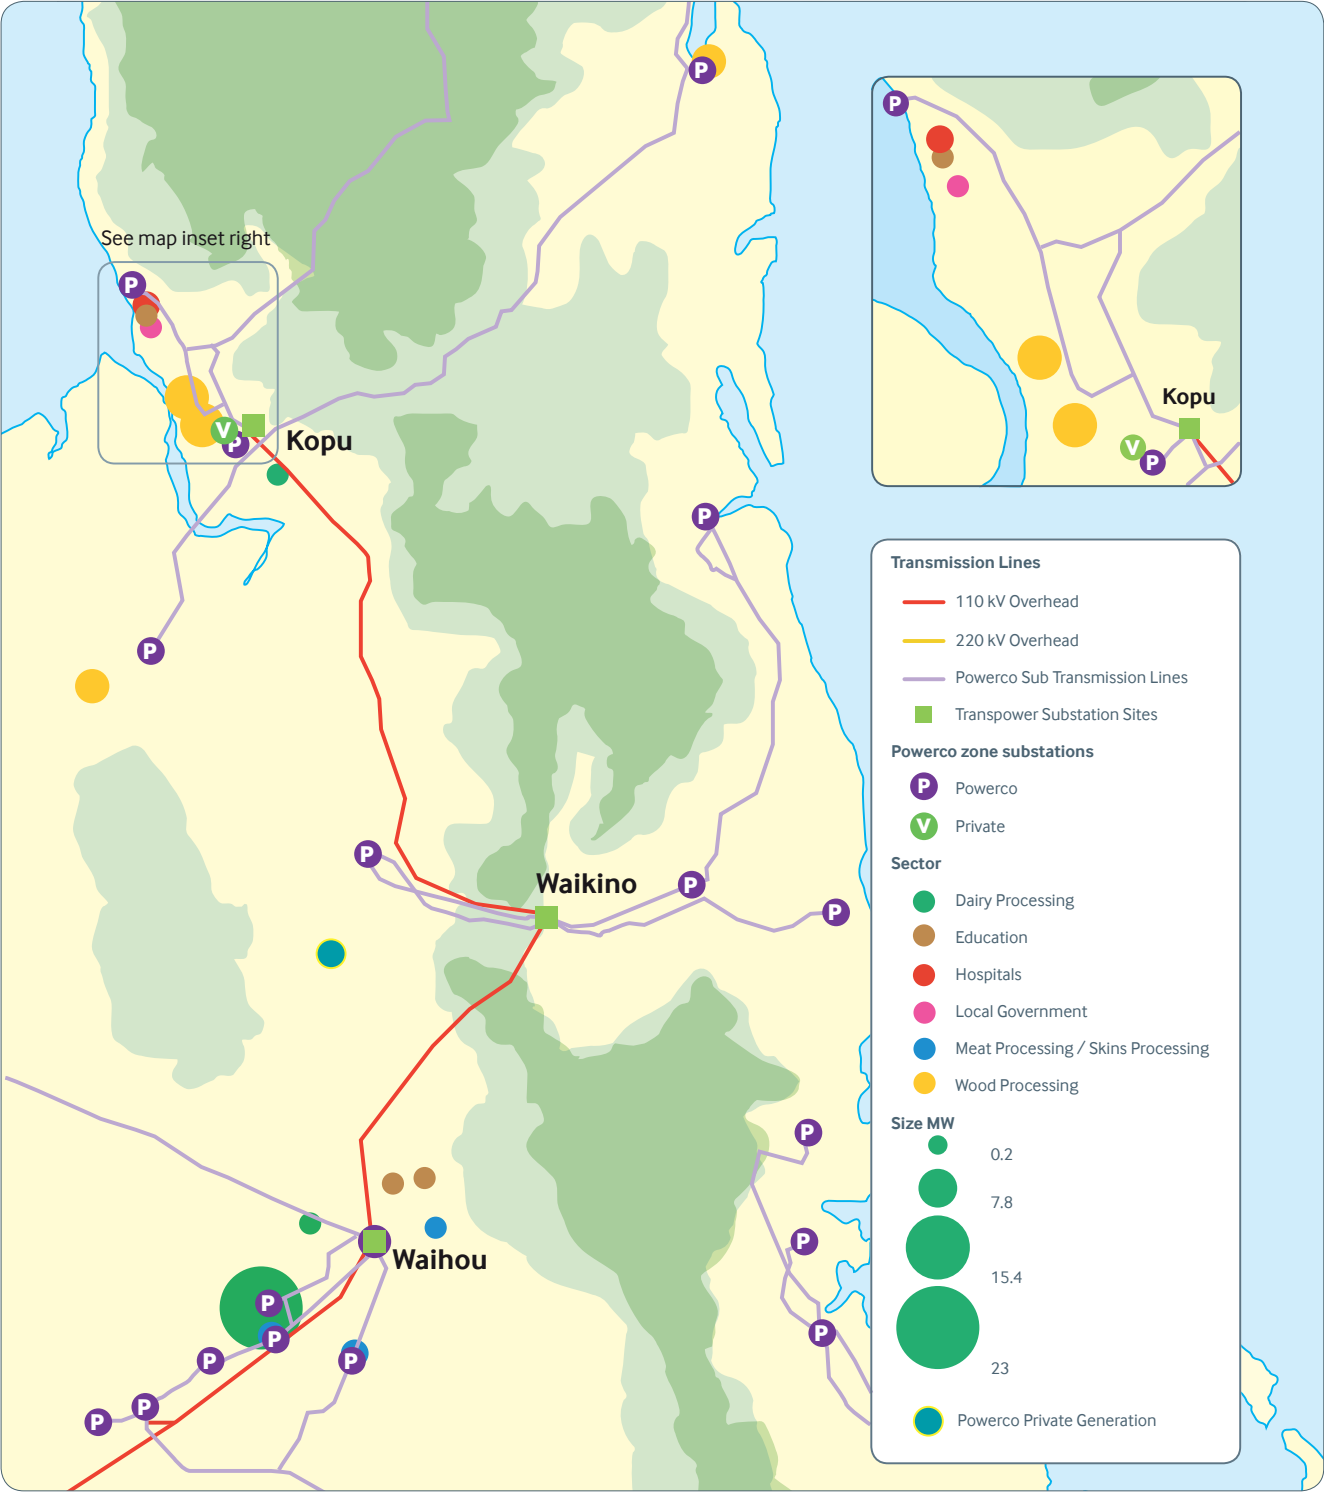 P
See map inset right
P
V
P
Kopu
P
P
P
Waikino
P
P
P
P
Waihou
P
P
P
P
P
P
P
P
P
Kopu
V
P
Transmission Lines
110 kV Overhead
220 kV Overhead
Powerco Sub Transmission Lines
Transpower Substation Sites
Powerco zone substations
P Powerco
V Private
Sector
Dairy Processing
Education
Hospitals
Local Government
Meat Processing / Skins Processing
Wood Processing
Size MW
0.2
7.8
15.4
23
Powerco Private Generation